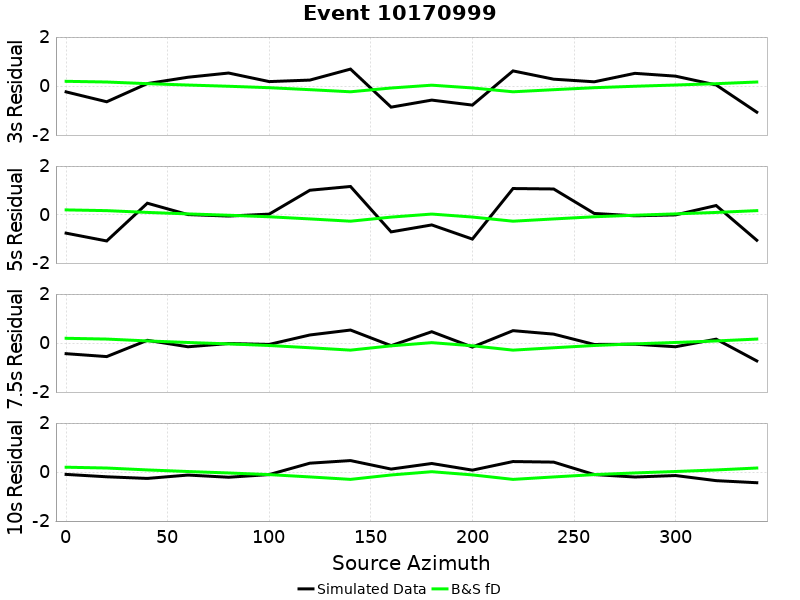 Event 10170999
3s Residual
2
0
-2
5s Residual
2
0
-2
7.5s Residual
2
0
-2
10s Residual
2
0
-2
0 50 100 150 200 250 300
Source Azimuth
Simulated Data B&S fD